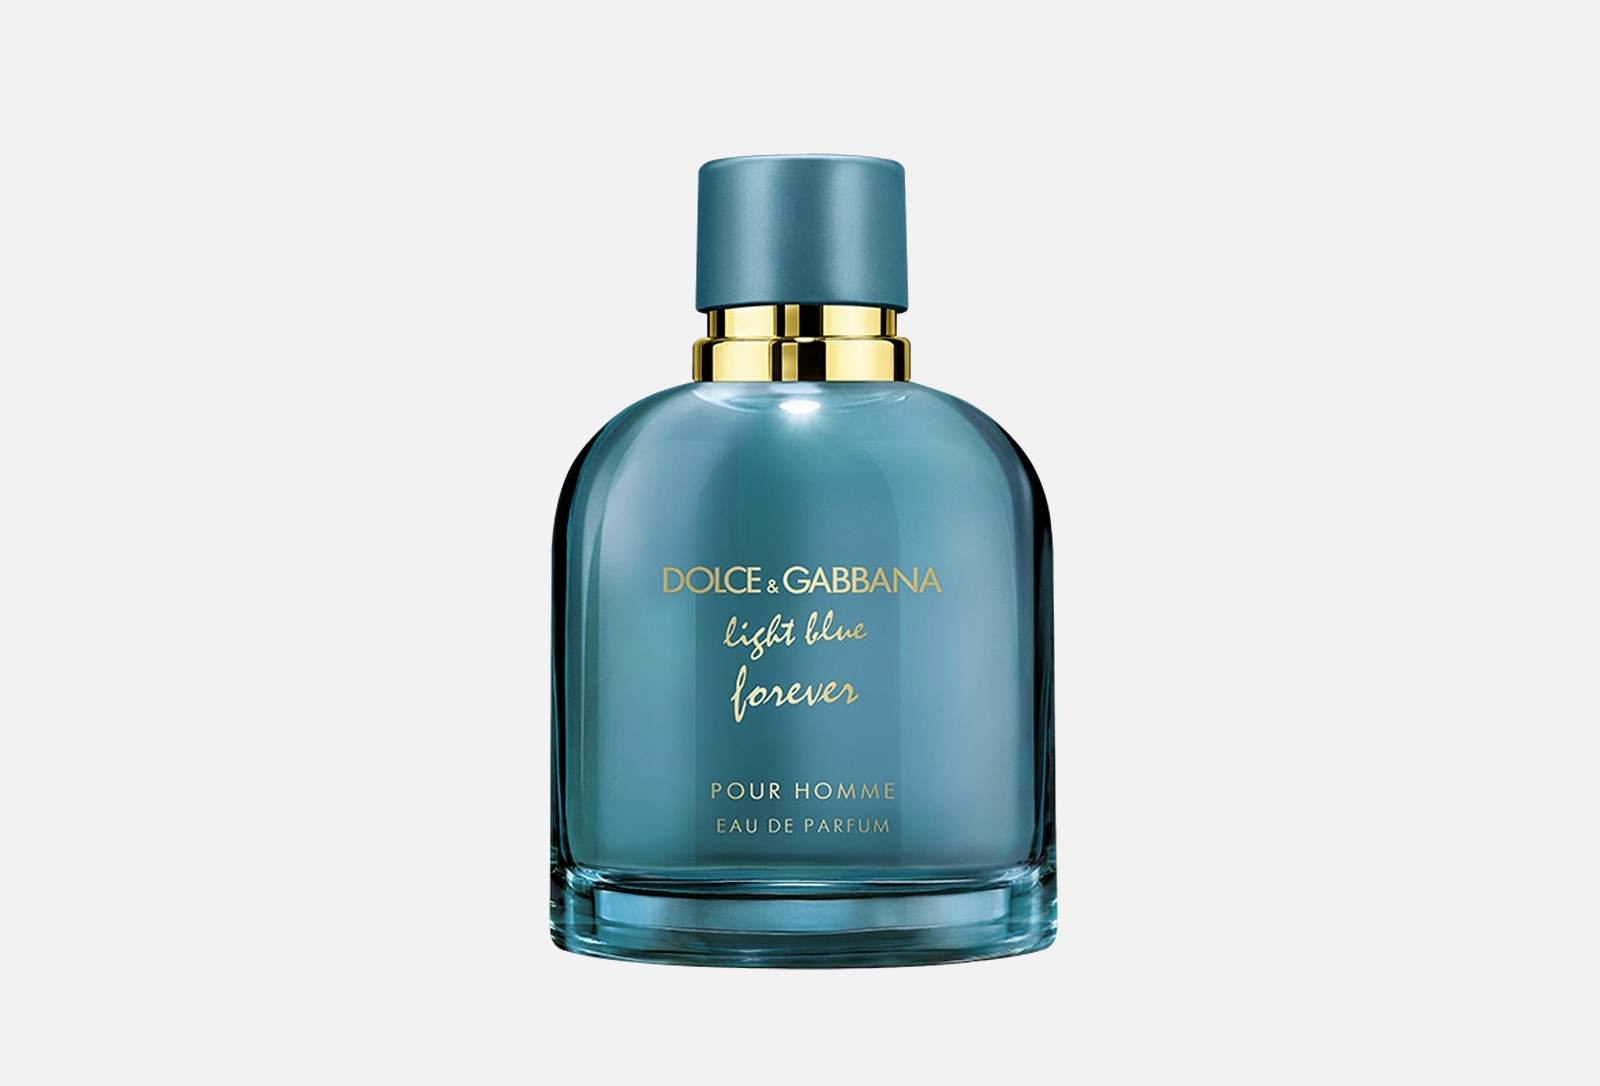 DOLCE & GABBANA
light blue
forever
POUR HOMME
EAU DE PARFUM